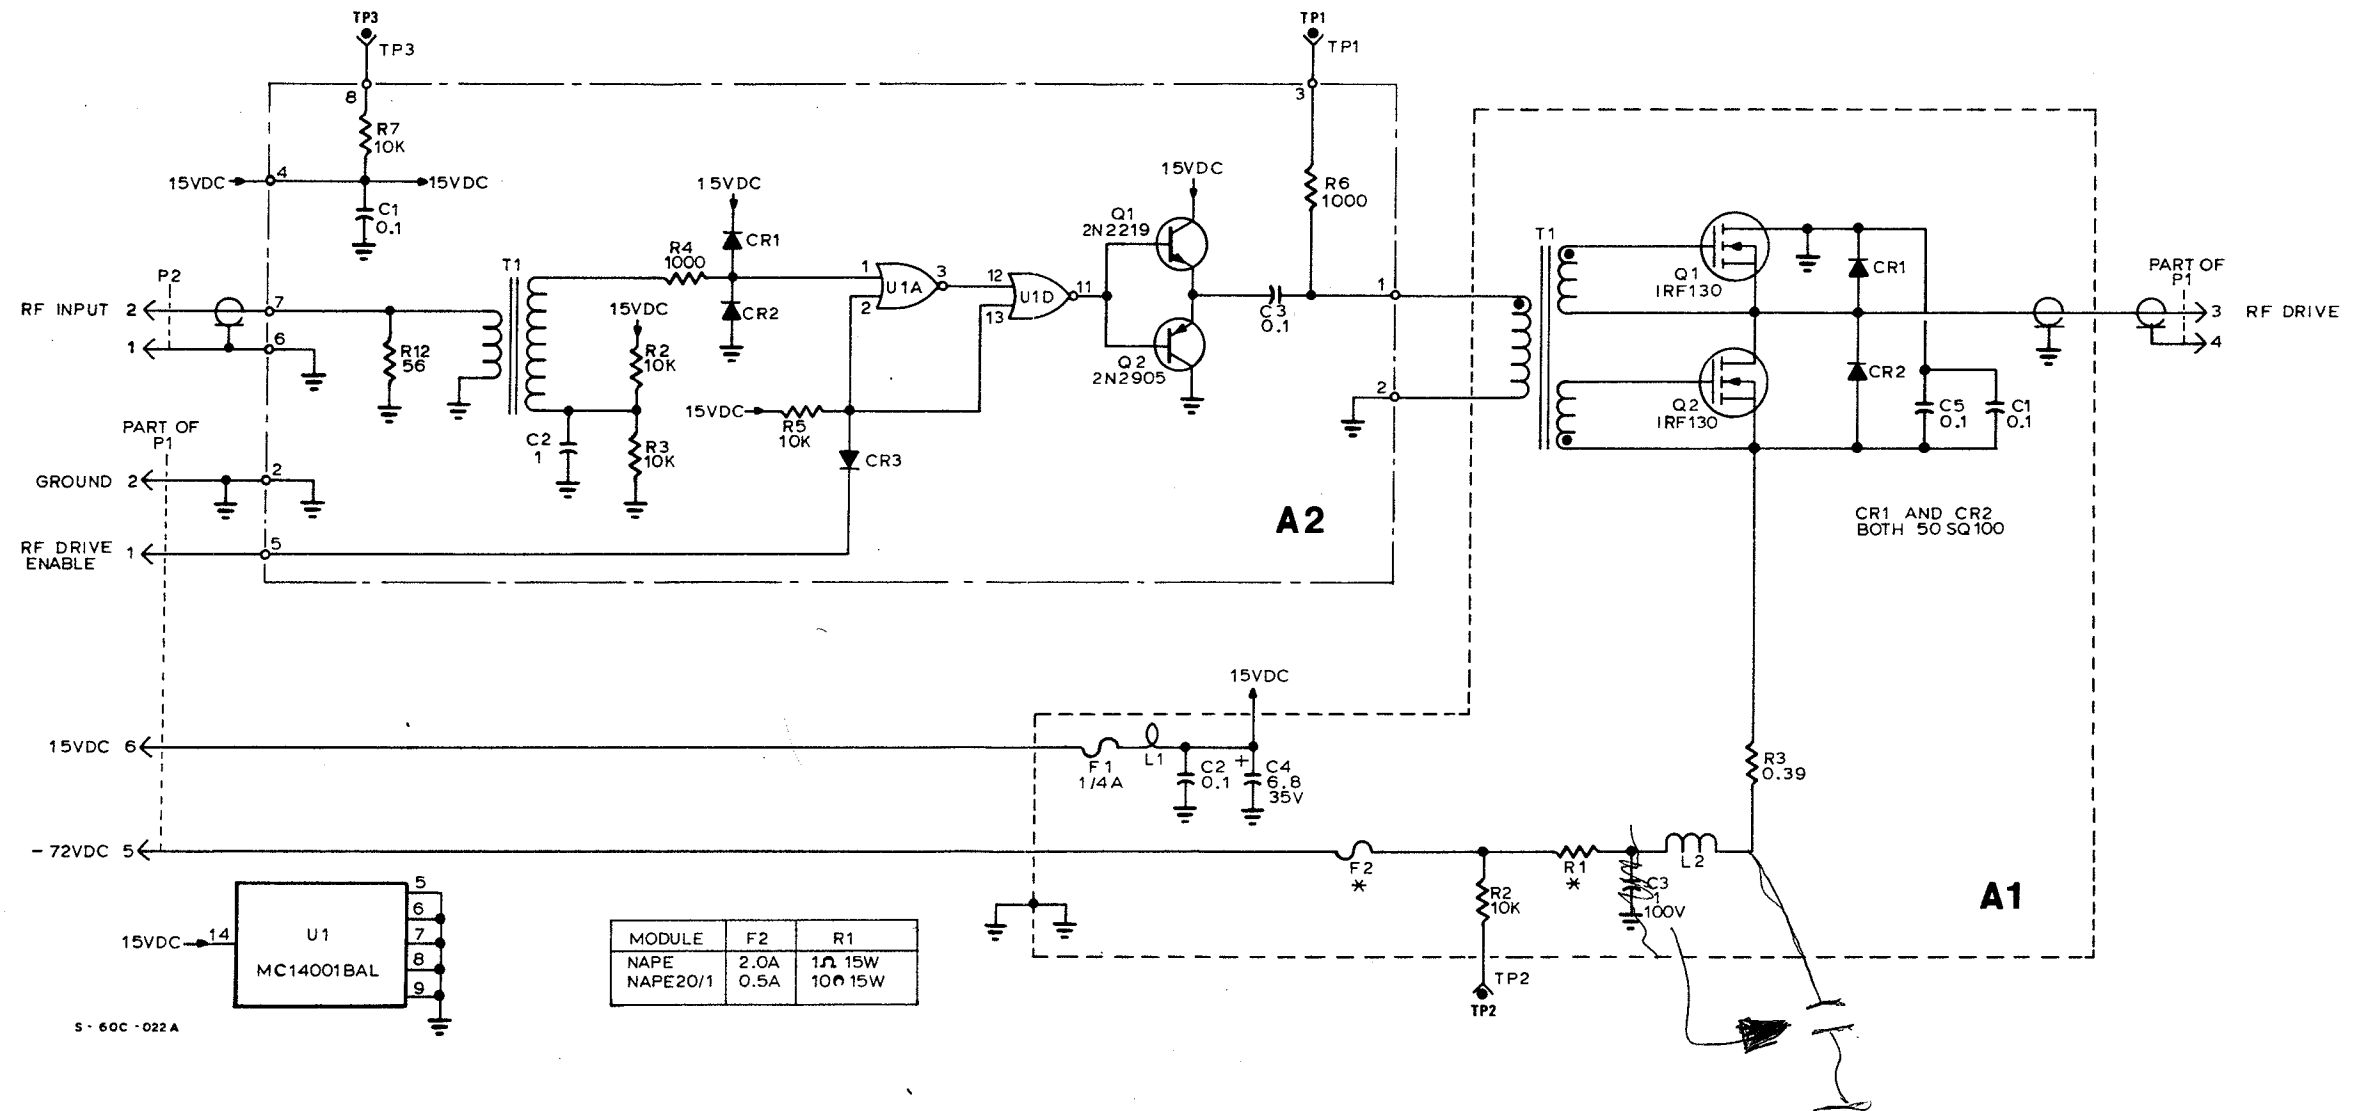 TP3
TP3
TP1
TP1
8
3
R7
10K
15VDC
4
15VDC
C1
0.1
15VDC
CR1
R4
1000
CR2
15VDC
Q1
2N2219
R6
1000
P2
RF INPUT 2
7
1
6
R12
56
T1
15VDC
R2
10K
1
2
U1A
3
12
13
U1D
11
C3
0.1
1
Q2
2N2905
2
15VDC
R5
10K
C2
1
R3
10K
CR3
PART OF
P1
GROUND 2
2
RF DRIVE
ENABLE
1
5
A2
T1
Q1
IRF130
CR1
Q2
IRF130
CR2
C5
0.1
C1
0.1
PART OF
P1
3 RF DRIVE
4
CR1 AND CR2
BOTH 50SQ100
15VDC
15VDC 6
F1
1/4A
L1
C2
0.1
+
C4
6.8
35V
R3
0.39
-72VDC 5
F2
*
R1
*
L2
C3
1
100V
R2
10K
TP2
TP2
A1
15VDC
14
U1
MC14001BAL
5
6
7
8
9
MODULE F2 R1
NAPE 2.0A 1Ω 15W
NAPE20/1 0.5A 10Ω 15W
S-60C-022A